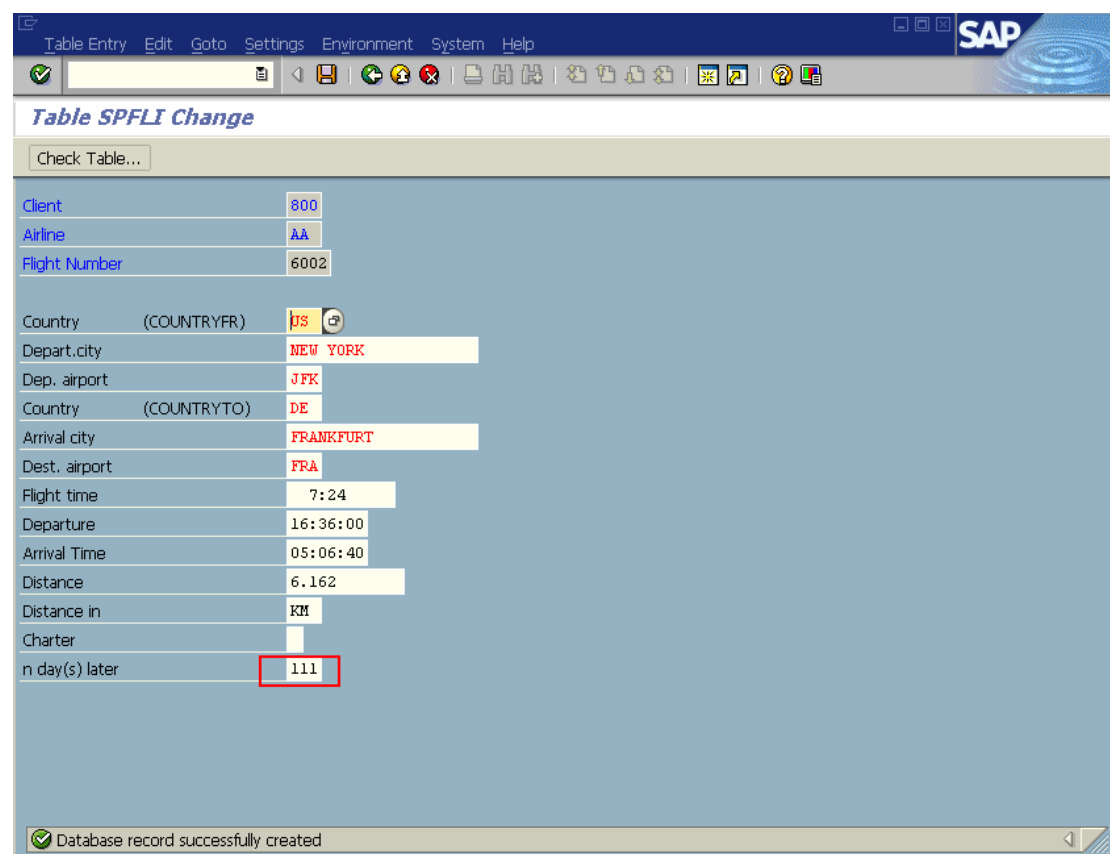 Table Entry Edit Goto Settings Environment System Help
SAP
Table SPFLI Change
Check Table...
Client 800
Airline AA
Flight Number 6002
Country (COUNTRYFR) US
Depart.city NEW YORK
Dep. airport JFK
Country (COUNTRYTO) DE
Arrival city FRANKFURT
Dest. airport FRA
Flight time 7:24
Departure 16:36:00
Arrival Time 05:06:40
Distance 6.162
Distance in KM
Charter
n day(s) later 111
Database record successfully created